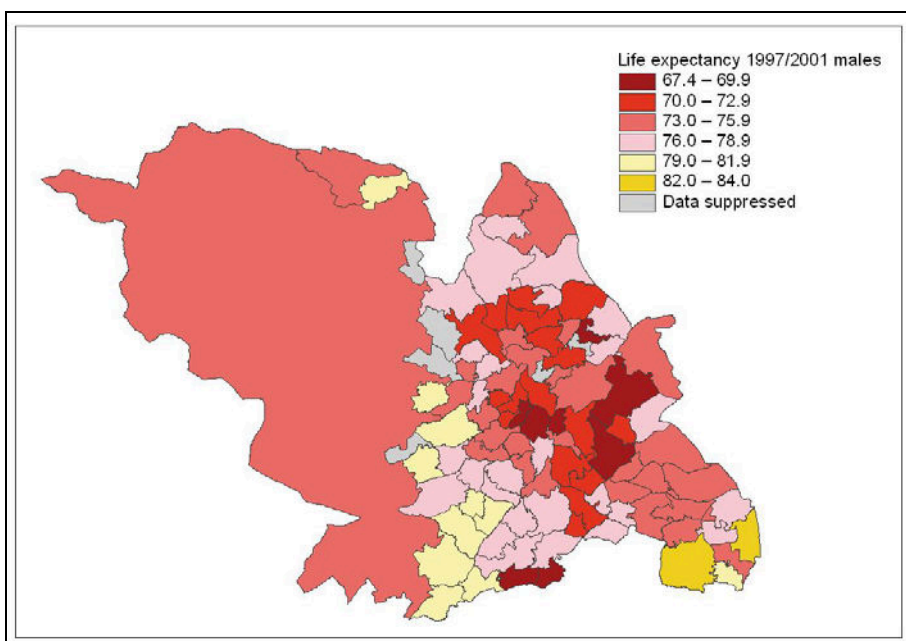 Life expectancy 1997/2001 males
67.4 – 69.9
70.0 – 72.9
73.0 – 75.9
76.0 – 78.9
79.0 – 81.9
82.0 – 84.0
Data suppressed